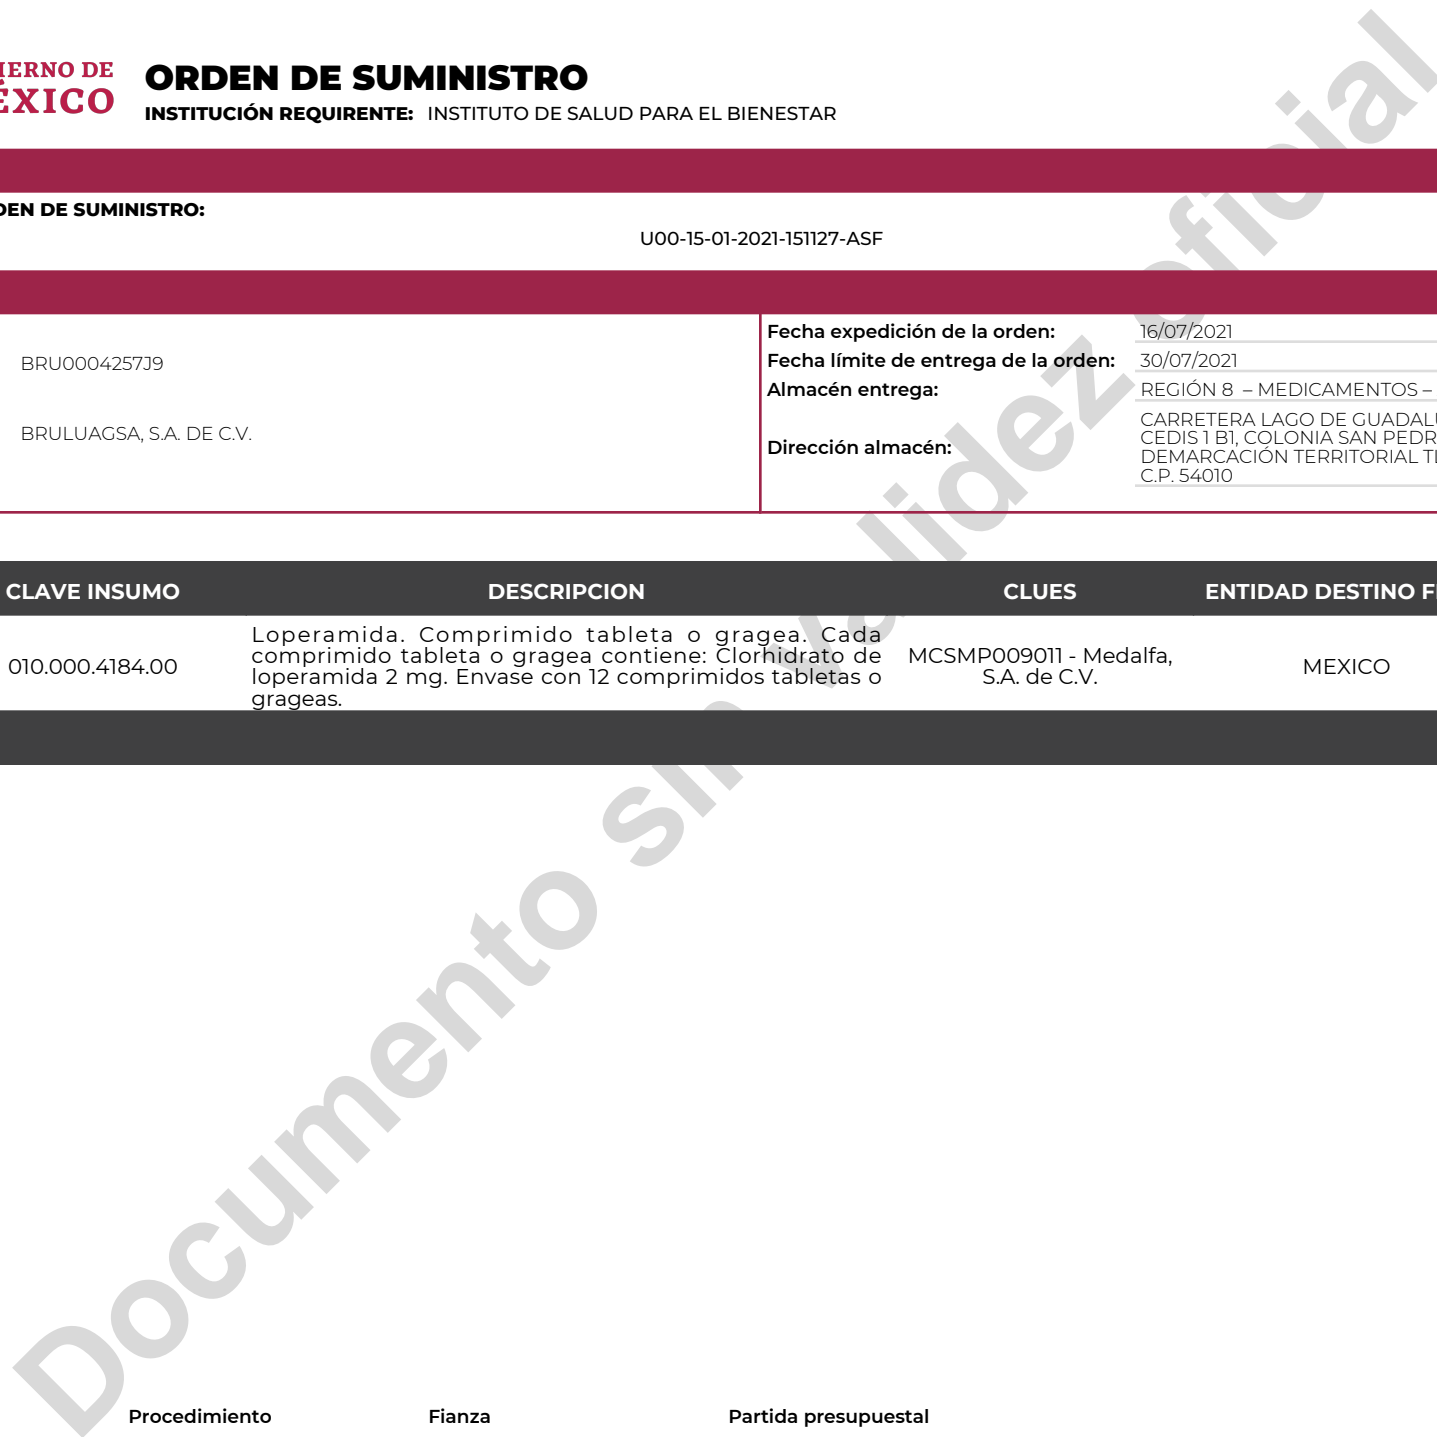 IERNO DE
ÉXICO
ORDEN DE SUMINISTRO
INSTITUCIÓN REQUIRENTE: INSTITUTO DE SALUD PARA EL BIENESTAR
DEN DE SUMINISTRO:
U00-15-01-2021-151127-ASF
BRU0004257J9
BRULUAGSA, S.A. DE C.V.
Fecha expedición de la orden: 16/07/2021
Fecha límite de entrega de la orden: 30/07/2021
Almacén entrega: REGIÓN 8 – MEDICAMENTOS –
Dirección almacén:
CARRETERA LAGO DE GUADALU
CEDIS 1 B1, COLONIA SAN PEDR
DEMARCACIÓN TERRITORIAL TL
C.P. 54010
CLAVE INSUMO DESCRIPCION CLUES ENTIDAD DESTINO FI
010.000.4184.00
Loperamida. Comprimido tableta o gragea. Cada
comprimido tableta o gragea contiene: Clorhidrato de
loperamida 2 mg. Envase con 12 comprimidos tabletas o
grageas.
MCSMP009011 - Medalfa,
S.A. de C.V.
MEXICO
Documento sin validez oficial
Procedimiento Fianza Partida presupuestal